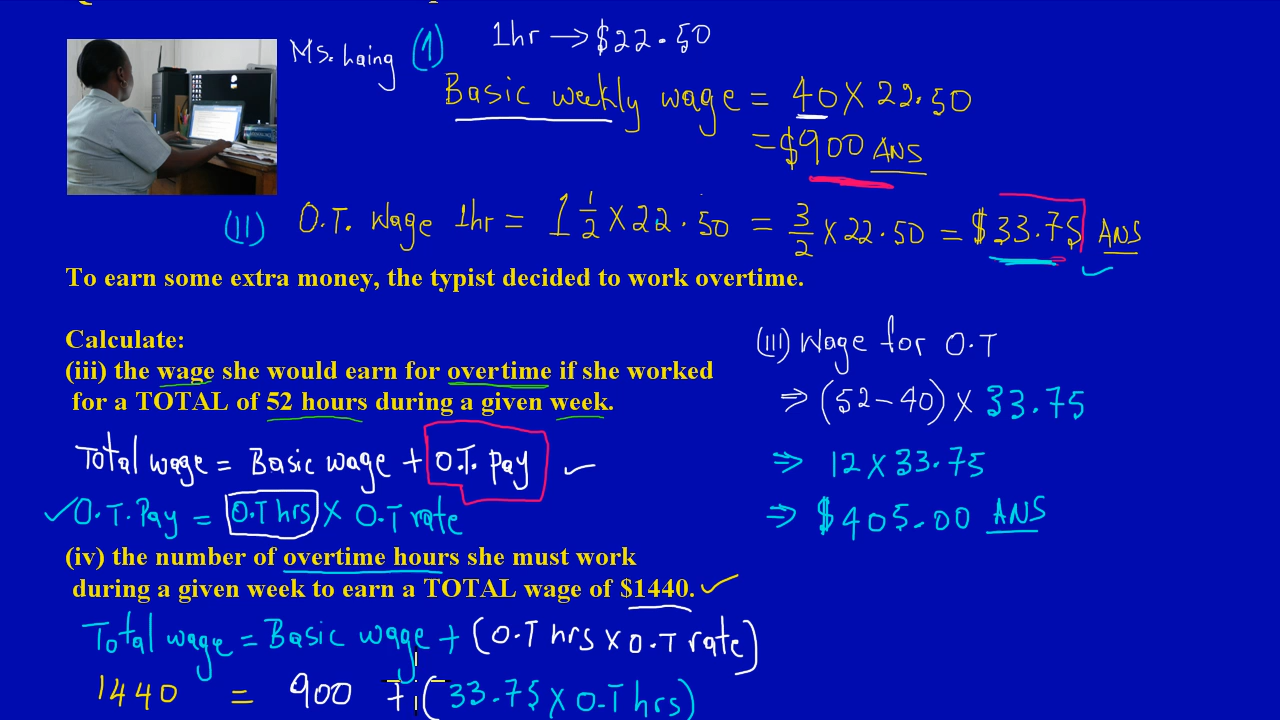 Ms. haing
(1) 1hr → $22.50
Basic weekly wage = 40 X 22.50
= $900 ANS
(11) O.T. Wage 1hr = 1 1/2 X 22.50 = 3/2 X 22.50 = $33.75 ANS
To earn some extra money, the typist decided to work overtime.
Calculate:
(iii) the wage she would earn for overtime if she worked
for a TOTAL of 52 hours during a given week.
Total wage = Basic wage + O.T. pay
O.T. Pay = O.T hrs X O.T rate
(iv) the number of overtime hours she must work
during a given week to earn a TOTAL wage of $1440.
Total wage = Basic wage + (O.T hrs X O.T rate)
1440 = 900 + (33.75 X O.T hrs)
(111) Wage for O.T
⇒ (52-40) X 33.75
⇒ 12 X 33.75
⇒ $405.00 ANS